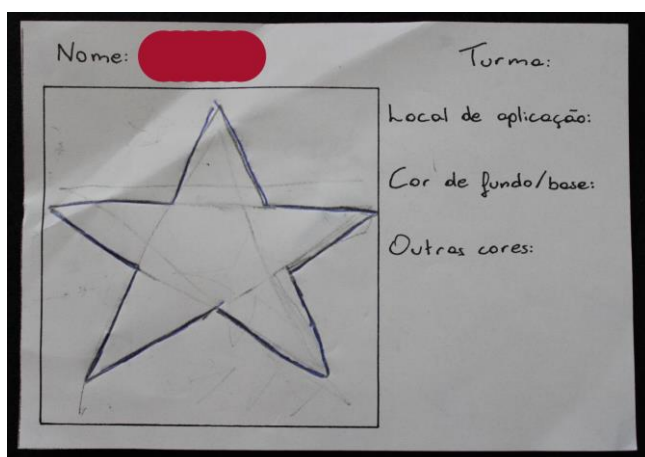 Nome:
Turma:
Local de aplicação:
Cor de fundo/base:
Outras cores: